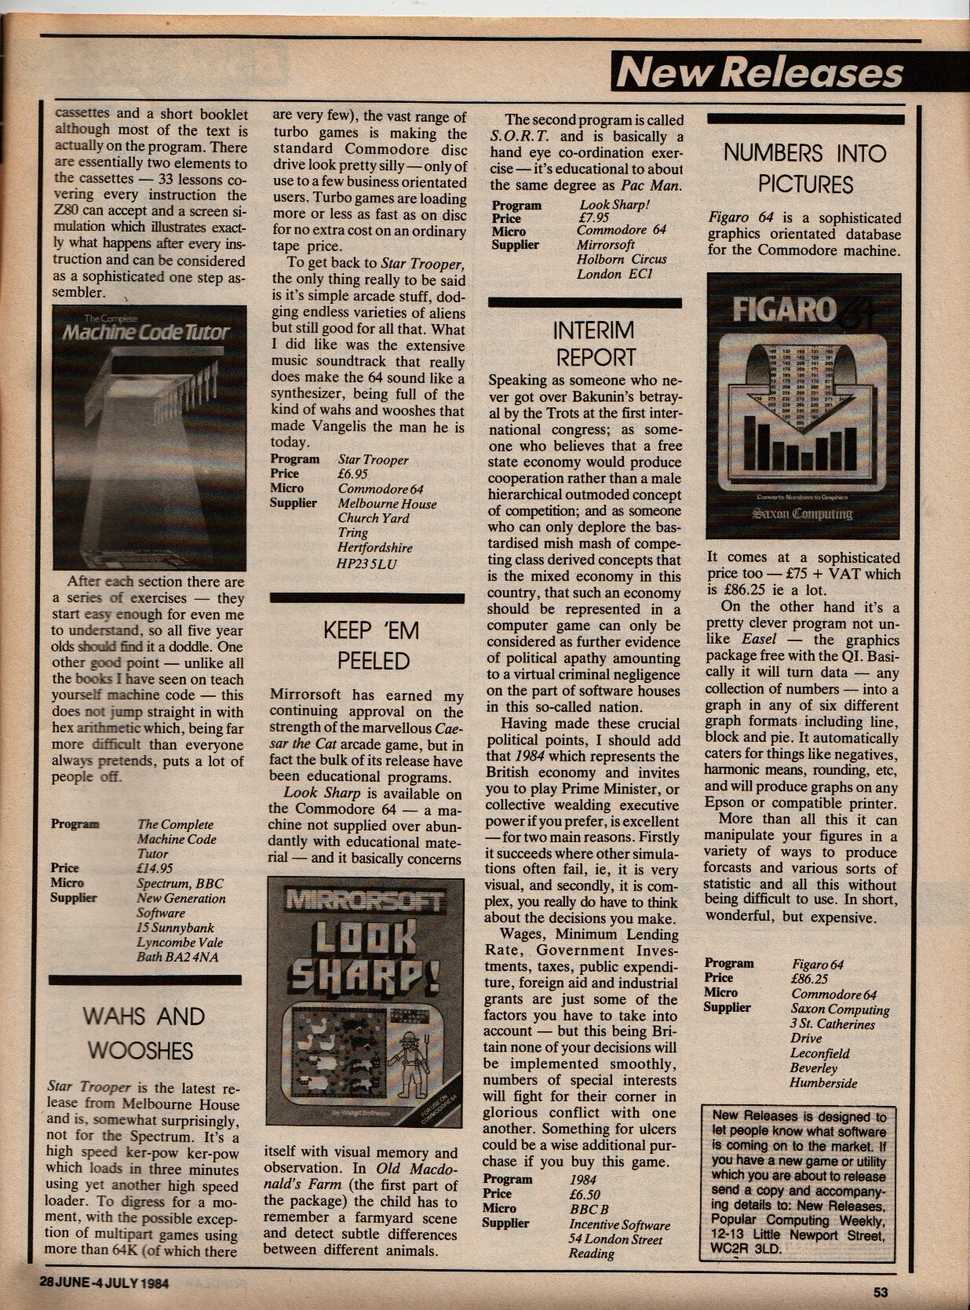 New Releases
cassettes and a short booklet
although most of the text is
actually on the program. There
are essentially two elements to
the cassettes — 33 lessons co-
vering every instruction the
Z80 can accept and a screen si-
mulation which illustrates exact-
ly what happens after every ins-
truction and can be considered
as a sophisticated one step as-
sembler.
The Complete
Machine Code Tutor
After each section there are
a series of exercises — they
start easy enough for even me
to understand, so all five year
olds should find it a doddle. One
other good point — unlike all
the books I have seen on teach
yourself machine code — this
does not jump straight in with
hex arithmetic which, being far
more difficult than everyone
always pretends, puts a lot of
people off.
Program The Complete
Machine Code
Tutor
Price £14.95
Micro Spectrum, BBC
Supplier New Generation
Software
15 Sunnybank
Lyncombe Vale
Bath BA2 4NA
WAHS AND
WOOSHES
Star Trooper is the latest re-
lease from Melbourne House
and is, somewhat surprisingly,
not for the Spectrum. It's a
high speed ker-pow ker-pow
which loads in three minutes
using yet another high speed
loader. To digress for a mo-
ment, with the possible excep-
tion of multipart games using
more than 64K (of which there
are very few), the vast range of
turbo games is making the
standard Commodore disc
drive look pretty silly — only of
use to a few business orientated
users. Turbo games are loading
more or less as fast as on disc
for no extra cost on an ordinary
tape price.
To get back to Star Trooper,
the only thing really to be said
is it's simple arcade stuff, dod-
ging endless varieties of aliens
but still good for all that. What
I did like was the extensive
music soundtrack that really
does make the 64 sound like a
synthesizer, being full of the
kind of wahs and wooshes that
made Vangelis the man he is
today.
Program Star Trooper
Price £6.95
Micro Commodore 64
Supplier Melbourne House
Church Yard
Tring
Hertfordshire
HP23 5LU
KEEP 'EM
PEELED
Mirrorsoft has earned my
continuing approval on the
strength of the marvellous Cae-
sar the Cat arcade game, but in
fact the bulk of its release have
been educational programs.
Look Sharp is available on
the Commodore 64 — a ma-
chine not supplied over abun-
dantly with educational mate-
rial — and it basically concerns
MIRRORSOFT
LOOK
SHARP!
by Widgit Software
FOR USE ON
COMMODORE 64
itself with visual memory and
observation. In Old Macdo-
nald's Farm (the first part of
the package) the child has to
remember a farmyard scene
and detect subtle differences
between different animals.
The second program is called
S.O.R.T. and is basically a
hand eye co-ordination exer-
cise — it's educational to about
the same degree as Pac Man.
Program Look Sharp!
Price £7.95
Micro Commodore 64
Supplier Mirrorsoft
Holborn Circus
London EC1
INTERIM
REPORT
Speaking as someone who ne-
ver got over Bakunin's betray-
al by the Trots at the first inter-
national congress; as some-
one who believes that a free
state economy would produce
cooperation rather than a male
hierarchical outmoded concept
of competition; and as someone
who can only deplore the bas-
tardised mish mash of compe-
ting class derived concepts that
is the mixed economy in this
country, that such an economy
should be represented in a
computer game can only be
considered as further evidence
of political apathy amounting
to a virtual criminal negligence
on the part of software houses
in this so-called nation.
Having made these crucial
political points, I should add
that 1984 which represents the
British economy and invites
you to play Prime Minister, or
collective wealding executive
power if you prefer, is excellent
— for two main reasons. Firstly
it succeeds where other simula-
tions often fail, ie, it is very
visual, and secondly, it is com-
plex, you really do have to think
about the decisions you make.
Wages, Minimum Lending
Rate, Government Inves-
tments, taxes, public expendi-
ture, foreign aid and industrial
grants are just some of the
factors you have to take into
account — but this being Bri-
tain none of your decisions will
be implemented smoothly,
numbers of special interests
will fight for their corner in
glorious conflict with one
another. Something for ulcers
could be a wise additional pur-
chase if you buy this game.
Program 1984
Price £6.50
Micro BBC B
Supplier Incentive Software
54 London Street
Reading
NUMBERS INTO
PICTURES
Figaro 64 is a sophisticated
graphics orientated database
for the Commodore machine.
FIGARO 64
Converts Numbers to Graphics
Saxon Computing
It comes at a sophisticated
price too — £75 + VAT which
is £86.25 ie a lot.
On the other hand it's a
pretty clever program not un-
like Easel — the graphics
package free with the Ql. Basi-
cally it will turn data — any
collection of numbers — into a
graph in any of six different
graph formats including line,
block and pie. It automatically
caters for things like negatives,
harmonic means, rounding, etc,
and will produce graphs on any
Epson or compatible printer.
More than all this it can
manipulate your figures in a
variety of ways to produce
forcasts and various sorts of
statistic and all this without
being difficult to use. In short,
wonderful, but expensive.
Program Figaro 64
Price £86.25
Micro Commodore 64
Supplier Saxon Computing
3 St. Catherines
Drive
Leconfield
Beverley
Humberside
New Releases is designed to
let people know what software
is coming on to the market. If
you have a new game or utility
which you are about to release
send a copy and accompany-
ing details to: New Releases,
Popular Computing Weekly,
12-13 Little Newport Street,
WC2R 3LD.
28 JUNE-4 JULY 1984
53